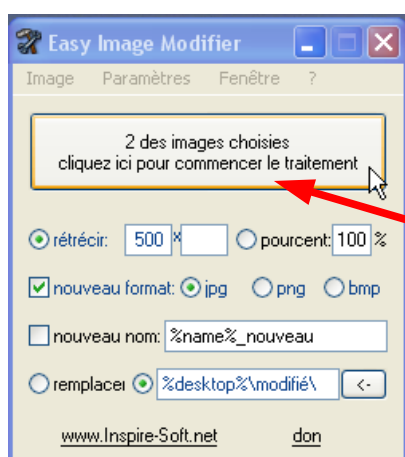 Easy Image Modifier
Image Paramètres Fenêtre ?
2 des images choisies
cliquez ici pour commencer le traitement
rétrécir: 500 x pourcent: 100 %
nouveau format: jpg png bmp
nouveau nom: %name%_nouveau
remplacer %desktop%\modifié\ <-
www.Inspire-Soft.net don